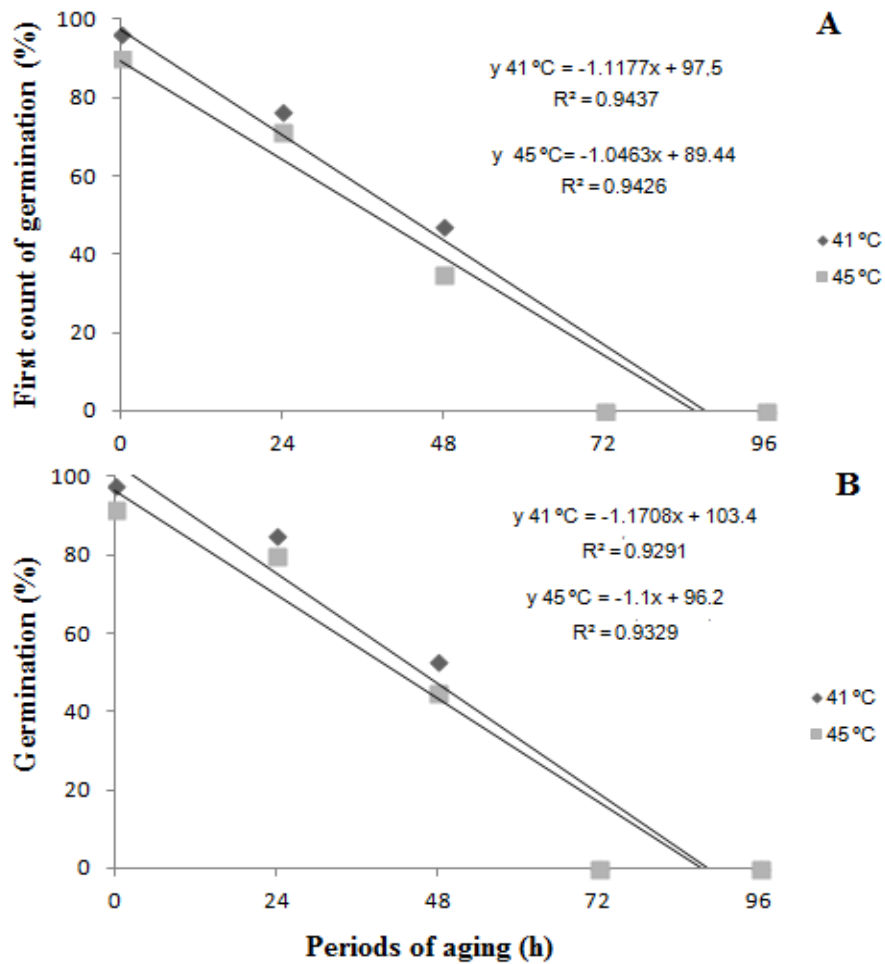 A
First count of germination (%)
100
80
60
40
20
0
y 41 ºC = -1.1177x + 97,5
R² = 0.9437
y 45 ºC= -1.0463x + 89.44
R² = 0.9426
41 ºC
45 ºC
0 24 48 72 96
B
Germination (%)
100
80
60
40
20
0
y 41 ºC = -1.1708x + 103.4
R² = 0.9291
y 45 ºC = -1.1x + 96.2
R² = 0.9329
41 ºC
45 ºC
0 24 48 72 96
Periods of aging (h)